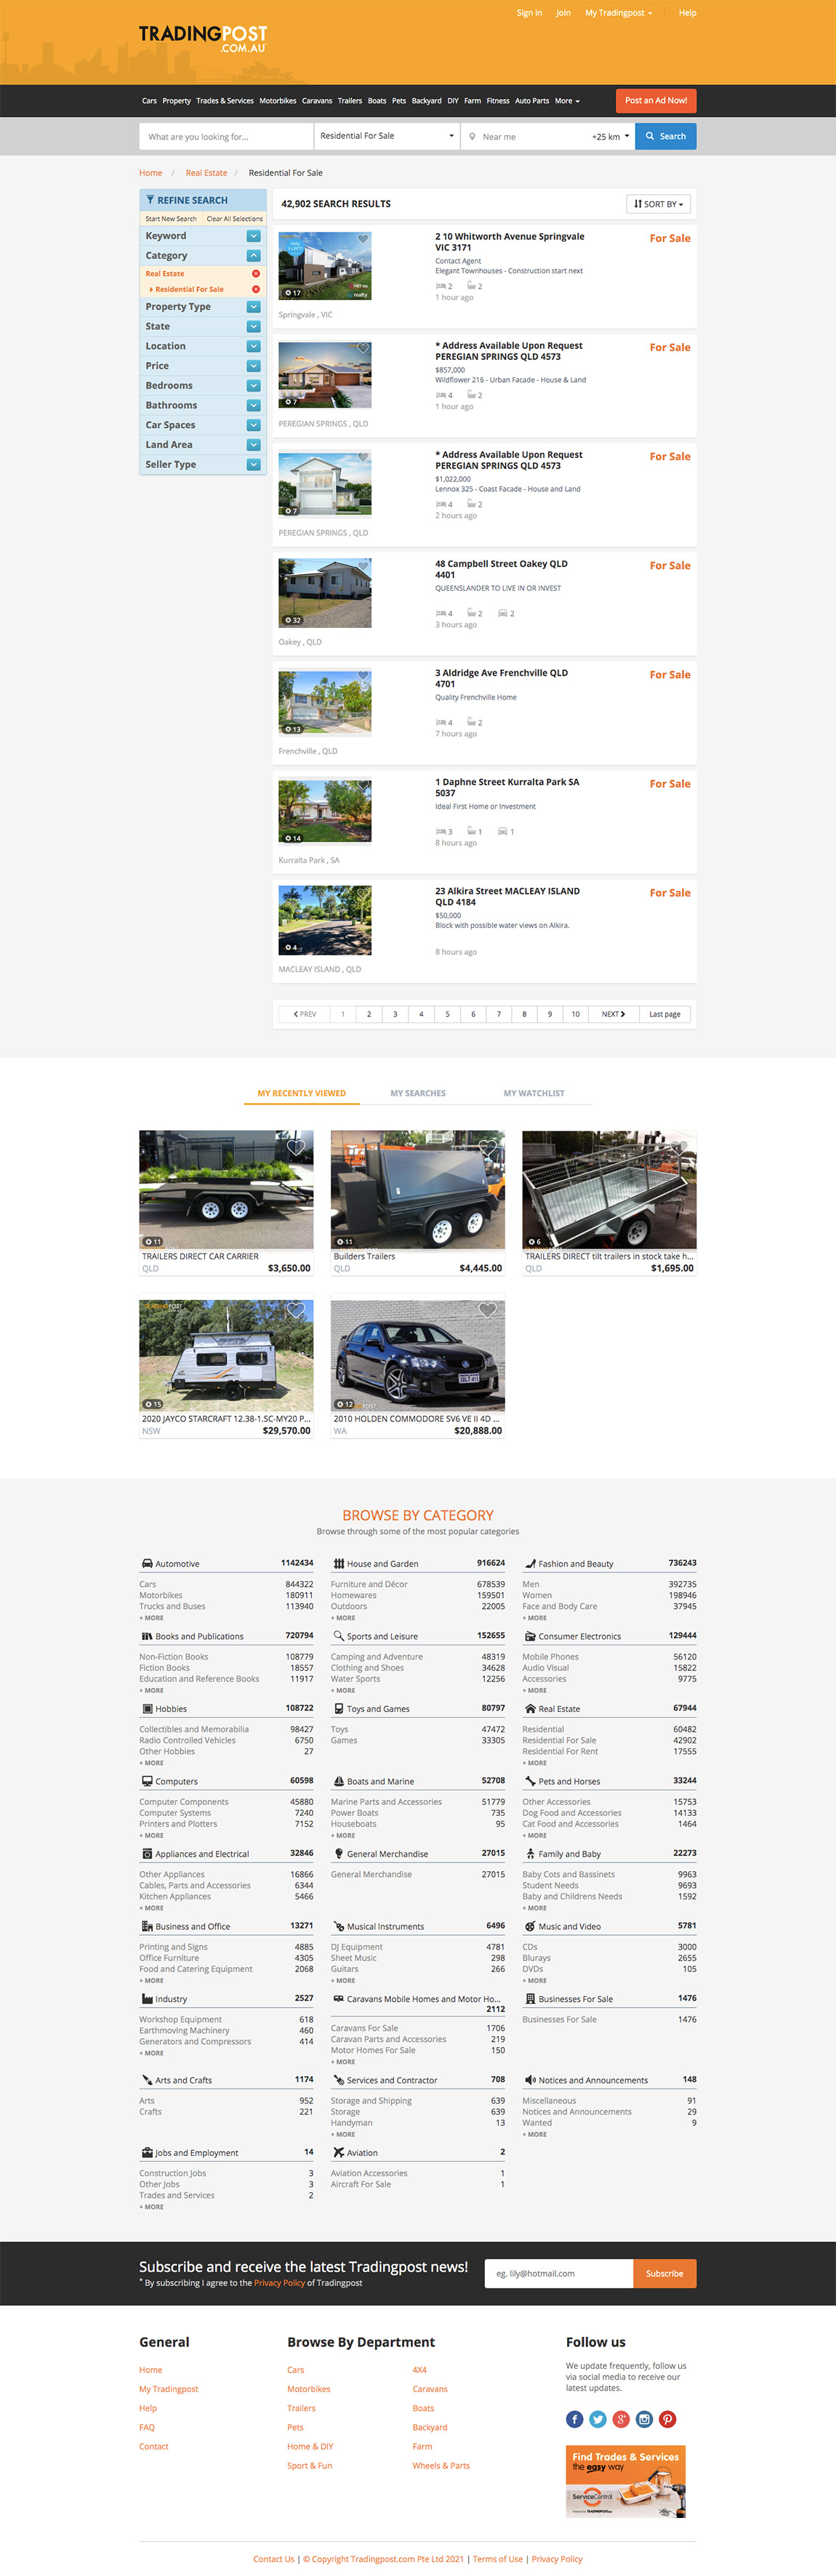 Sign in Join My Tradingpost Help
TRADINGPOST
.COM.AU
Cars Property Trades & Services Motorbikes Caravans Trailers Boats Pets Backyard DIY Farm Fitness Auto Parts More Post an Ad Now!
What are you looking for... Residential For Sale Near me +25 km Search
Home / Real Estate / Residential For Sale
REFINE SEARCH
Start New Search Clear All Selections
Keyword
Category
Real Estate
Residential For Sale
Property Type
State
Location
Price
Bedrooms
Bathrooms
Car Spaces
Land Area
Seller Type
42,902 SEARCH RESULTS SORT BY
2 10 Whitworth Avenue Springvale For Sale
VIC 3171
Contact Agent
Elegant Townhouses - Construction start next
2 2
1 hour ago
17
Springvale , VIC
* Address Available Upon Request For Sale
PEREGIAN SPRINGS QLD 4573
$857,000
Wildflower 216 - Urban Facade - House & Land
4 2
1 hour ago
7
PEREGIAN SPRINGS , QLD
* Address Available Upon Request For Sale
PEREGIAN SPRINGS QLD 4573
$1,022,000
Lennox 325 - Coast Facade - House and Land
4 2
2 hours ago
7
PEREGIAN SPRINGS , QLD
48 Campbell Street Oakey QLD For Sale
4401
QUEENSLANDER TO LIVE IN OR INVEST
4 2 2
3 hours ago
32
Oakey , QLD
3 Aldridge Ave Frenchville QLD For Sale
4701
Quality Frenchville Home
4 2
7 hours ago
13
Frenchville , QLD
1 Daphne Street Kurralta Park SA For Sale
5037
Ideal First Home or Investment
3 1 1
8 hours ago
14
Kurralta Park , SA
23 Alkira Street MACLEAY ISLAND For Sale
QLD 4184
$50,000
Block with possible water views on Alkira.
8 hours ago
4
MACLEAY ISLAND , QLD
PREV 1 2 3 4 5 6 7 8 9 10 NEXT Last page
MY RECENTLY VIEWED MY SEARCHES MY WATCHLIST
11 11 6
TRAILERS DIRECT CAR CARRIER Builders Trailers TRAILERS DIRECT tilt trailers in stock take h...
QLD $3,650.00 QLD $4,445.00 QLD $1,695.00
15 12
2020 JAYCO STARCRAFT 12.38-1.SC-MY20 P... 2010 HOLDEN COMMODORE SV6 VE II 4D ...
NSW $29,570.00 WA $20,888.00
BROWSE BY CATEGORY
Browse through some of the most popular categories
Automotive 1142434 House and Garden 916624 Fashion and Beauty 736243
Cars 844322 Furniture and Décor 678539 Men 392735
Motorbikes 180911 Homewares 159501 Women 198946
Trucks and Buses 113940 Outdoors 22005 Face and Body Care 37945
+ MORE + MORE + MORE
Books and Publications 720794 Sports and Leisure 152655 Consumer Electronics 129444
Non-Fiction Books 108779 Camping and Adventure 48319 Mobile Phones 56120
Fiction Books 18557 Clothing and Shoes 34628 Audio Visual 15822
Education and Reference Books 11917 Water Sports 12256 Accessories 9775
+ MORE + MORE + MORE
Hobbies 108722 Toys and Games 80797 Real Estate 67944
Collectibles and Memorabilia 98427 Toys 47472 Residential 60482
Radio Controlled Vehicles 6750 Games 33305 Residential For Sale 42902
Other Hobbies 27 Residential For Rent 17555
+ MORE + MORE
Computers 60598 Boats and Marine 52708 Pets and Horses 33244
Computer Components 45880 Marine Parts and Accessories 51779 Other Accessories 15753
Computer Systems 7240 Power Boats 735 Dog Food and Accessories 14133
Printers and Plotters 7152 Houseboats 95 Cat Food and Accessories 1464
+ MORE + MORE + MORE
Appliances and Electrical 32846 General Merchandise 27015 Family and Baby 22273
Other Appliances 16866 General Merchandise 27015 Baby Cots and Bassinets 9963
Cables, Parts and Accessories 6344 Student Needs 9693
Kitchen Appliances 5466 Baby and Childrens Needs 1592
+ MORE + MORE
Business and Office 13271 Musical Instruments 6496 Music and Video 5781
Printing and Signs 4885 DJ Equipment 4781 CDs 3000
Office Furniture 4305 Sheet Music 298 Blurays 2655
Food and Catering Equipment 2068 Guitars 266 DVDs 105
+ MORE + MORE + MORE
Industry 2527 Caravans Mobile Homes and Motor Ho... 2112 Businesses For Sale 1476
Workshop Equipment 618 Caravans For Sale 1706 Businesses For Sale 1476
Earthmoving Machinery 460 Caravan Parts and Accessories 219
Generators and Compressors 414 Motor Homes For Sale 150
+ MORE + MORE
Arts and Crafts 1174 Services and Contractor 708 Notices and Announcements 148
Arts 952 Storage and Shipping 639 Miscellaneous 91
Crafts 221 Storage 639 Notices and Announcements 29
Handyman 13 Wanted 9
+ MORE + MORE
Jobs and Employment 14 Aviation 2
Construction Jobs 3 Aviation Accessories 1
Other Jobs 3 Aircraft For Sale 1
Trades and Services 2
+ MORE
Subscribe and receive the latest Tradingpost news! eg. lily@hotmail.com Subscribe
* By subscribing I agree to the Privacy Policy of Tradingpost
General Browse By Department Follow us
Home Cars 4X4 We update frequently, follow us
via social media to receive our
latest updates.
My Tradingpost Motorbikes Caravans
Help Trailers Boats
FAQ Pets Backyard
Contact Home & DIY Farm
Sport & Fun Wheels & Parts
Find Trades & Services
the easy way
ServiceCentral
Contact Us | © Copyright Tradingpost.com Pte Ltd 2021 | Terms of Use | Privacy Policy